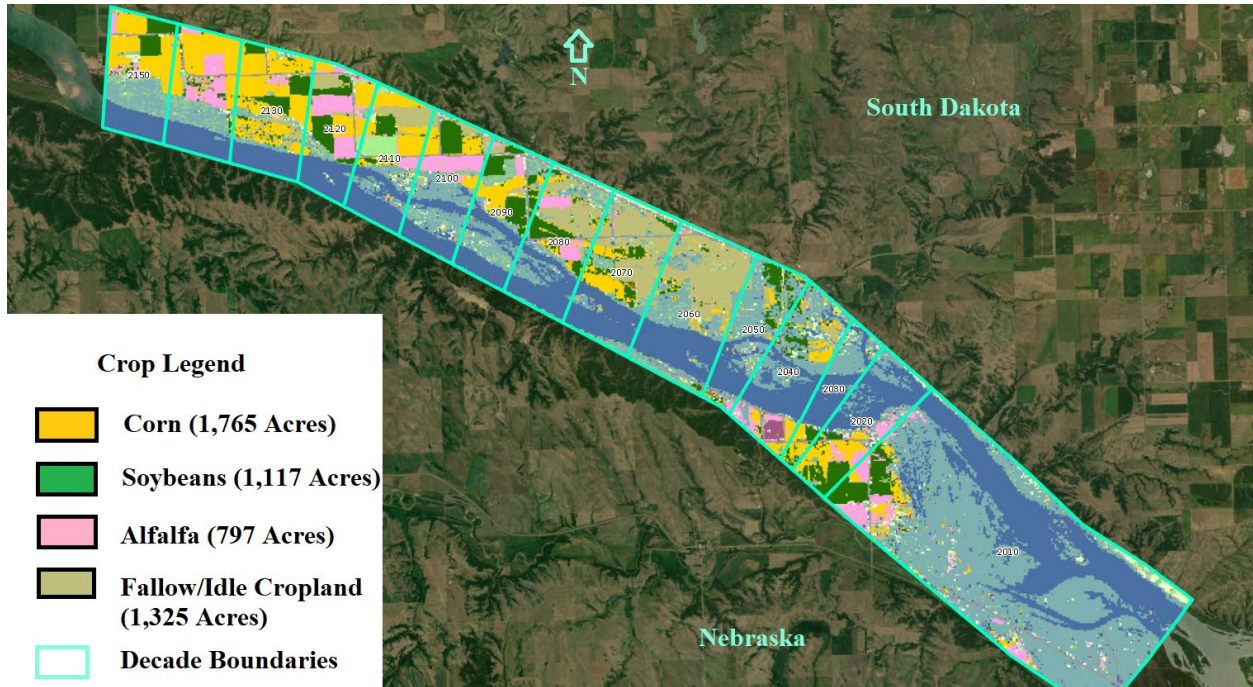 N
South Dakota
2150
2130
2120
2110
2100
2090
2080
2070
2060
2050
2040
2030
2020
2010
Nebraska
Crop Legend
Corn (1,765 Acres)
Soybeans (1,117 Acres)
Alfalfa (797 Acres)
Fallow/Idle Cropland
(1,325 Acres)
Decade Boundaries